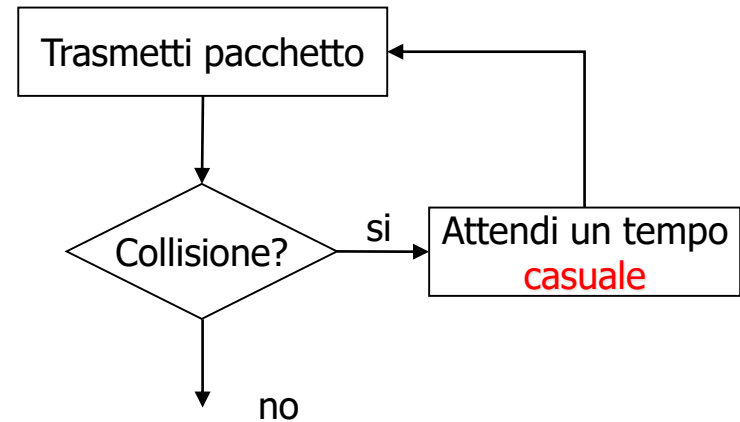 Trasmetti pacchetto
Collisione?
si
Attendi un tempo
casuale
no